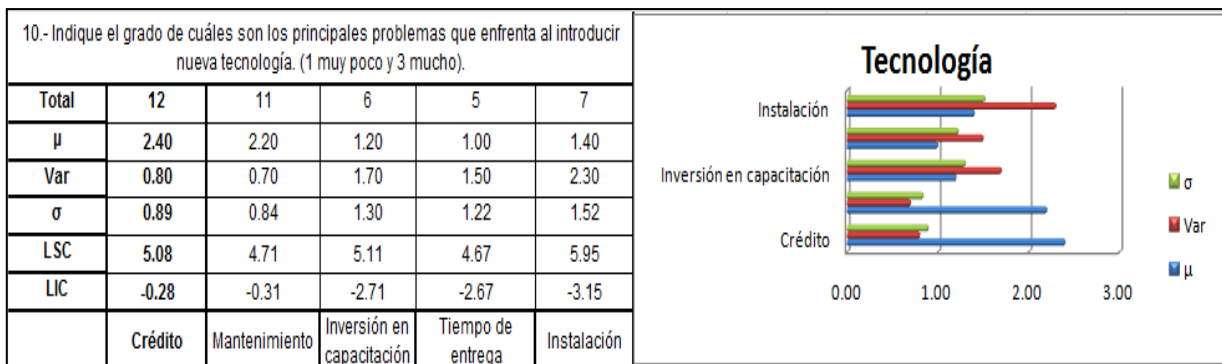 10.- Indique el grado de cuáles son los principales problemas que enfrenta al introducir
nueva tecnología. (1 muy poco y 3 mucho).
Total 12 11 6 5 7
μ 2.40 2.20 1.20 1.00 1.40
Var 0.80 0.70 1.70 1.50 2.30
σ 0.89 0.84 1.30 1.22 1.52
LSC 5.08 4.71 5.11 4.67 5.95
LIC -0.28 -0.31 -2.71 -2.67 -3.15
Crédito Mantenimiento Inversión en capacitación Tiempo de entrega Instalación
Tecnología
Instalación
Inversión en capacitación
Crédito
0.00 1.00 2.00 3.00
σ
Var
μ